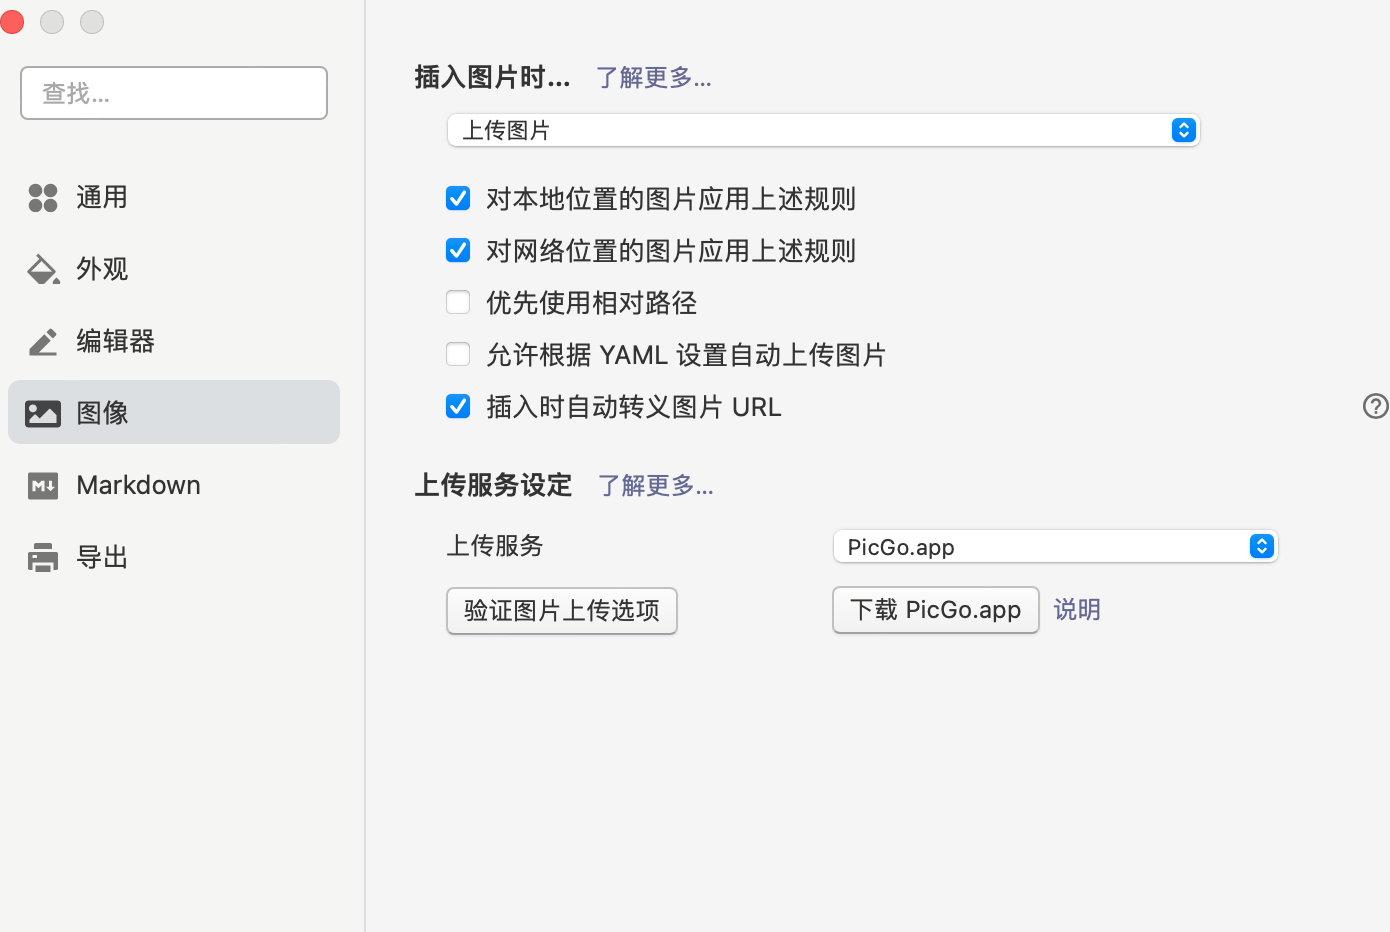 查找...
通用
外观
编辑器
图像
Markdown
导出
插入图片时... 了解更多...
上传图片
对本地位置的图片应用上述规则
对网络位置的图片应用上述规则
优先使用相对路径
允许根据 YAML 设置自动上传图片
插入时自动转义图片 URL
上传服务设定 了解更多...
上传服务 PicGo.app
验证图片上传选项 下载 PicGo.app 说明